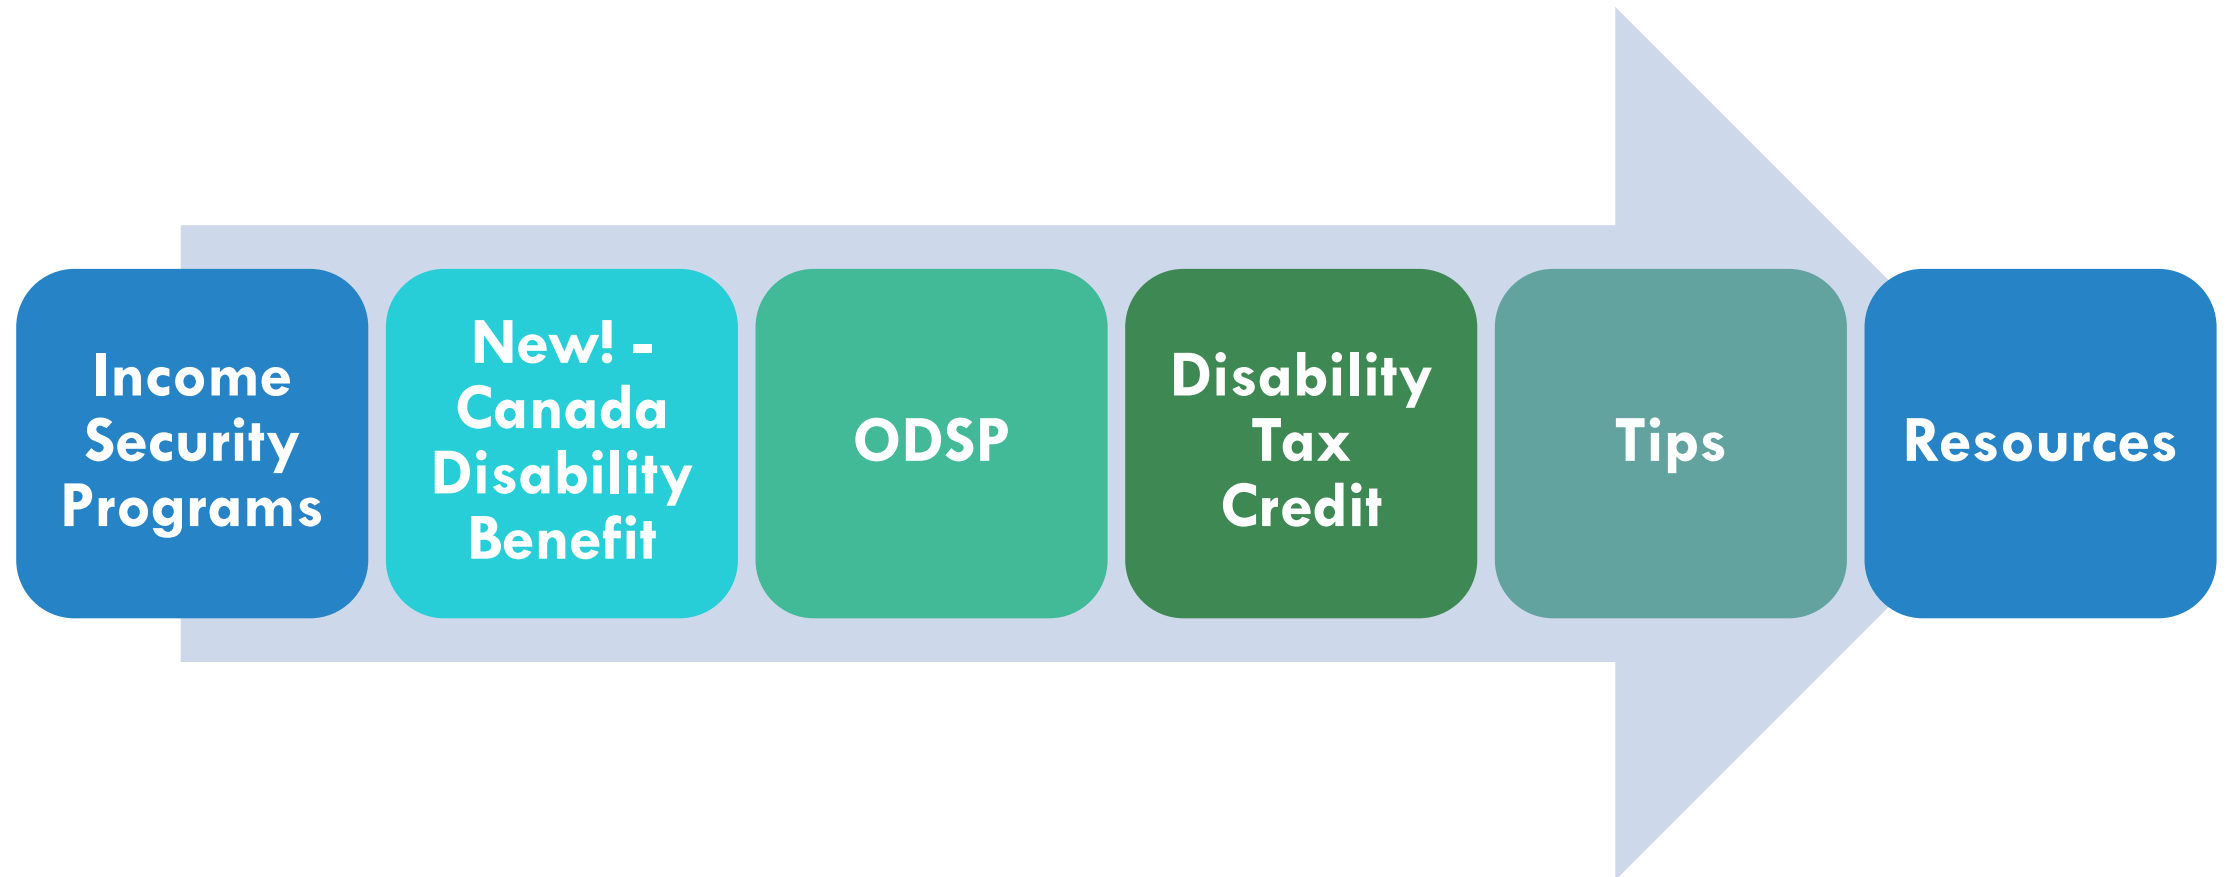 Income
Security
Programs
New! -
Canada
Disability
Benefit
ODSP
Disability
Tax
Credit
Tips
Resources